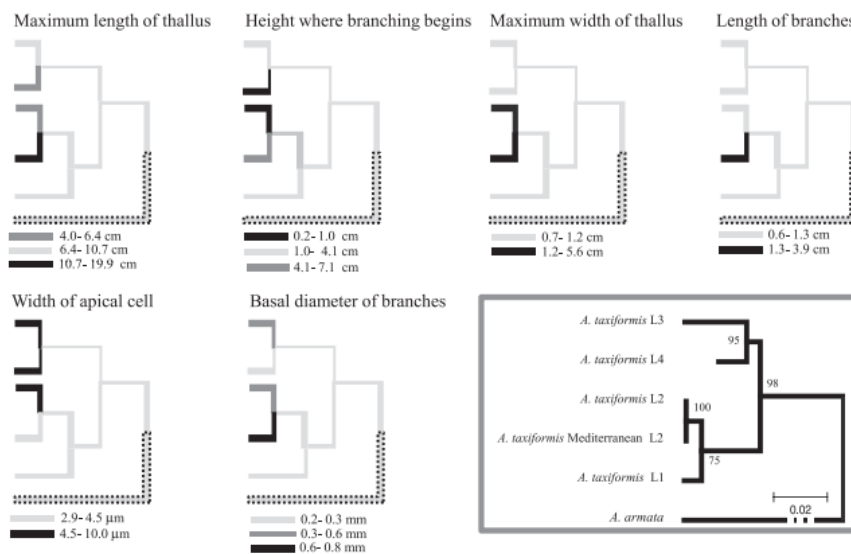 Maximum length of thallus
4.0- 6.4 cm
6.4- 10.7 cm
10.7- 19.9 cm
Height where branching begins
0.2- 1.0 cm
1.0- 4.1 cm
4.1- 7.1 cm
Maximum width of thallus
0.7- 1.2 cm
1.2- 5.6 cm
Length of branches
0.6- 1.3 cm
1.3- 3.9 cm
Width of apical cell
2.9- 4.5 µm
4.5- 10.0 µm
Basal diameter of branches
0.2- 0.3 mm
0.3- 0.6 mm
0.6- 0.8 mm
A. taxiformis L3
95
A. taxiformis L4
98
A. taxiformis L2
100
A. taxiformis Mediterranean L2
75
A. taxiformis L1
0.02
A. armata